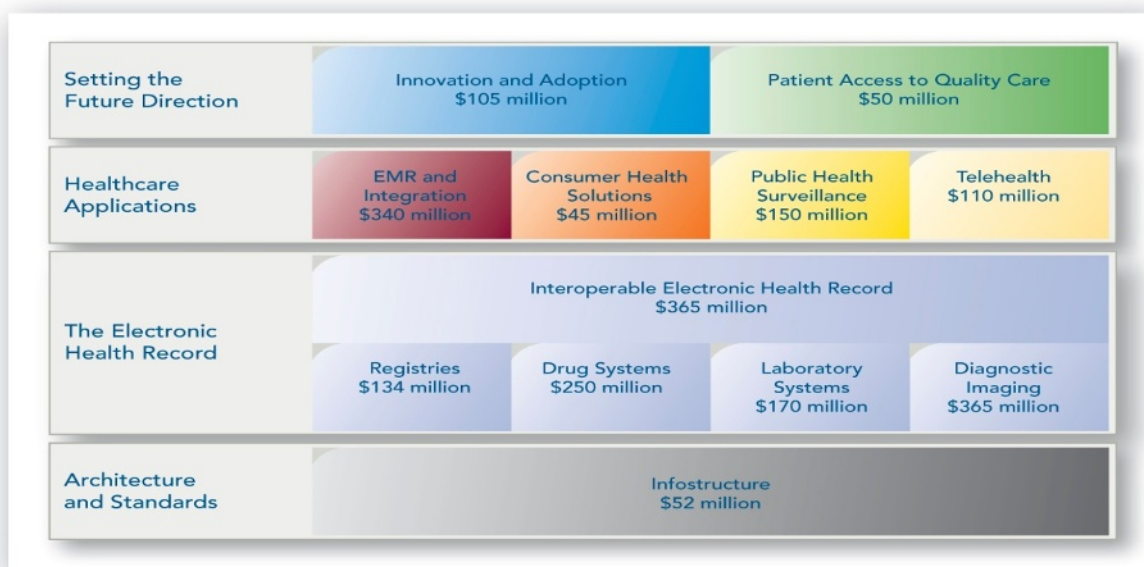 Setting the
Future Direction
Innovation and Adoption
$105 million
Patient Access to Quality Care
$50 million
Healthcare
Applications
EMR and
Integration
$340 million
Consumer Health
Solutions
$45 million
Public Health
Surveillance
$150 million
Telehealth
$110 million
The Electronic
Health Record
Interoperable Electronic Health Record
$365 million
Registries
$134 million
Drug Systems
$250 million
Laboratory
Systems
$170 million
Diagnostic
Imaging
$365 million
Architecture
and Standards
Infostructure
$52 million